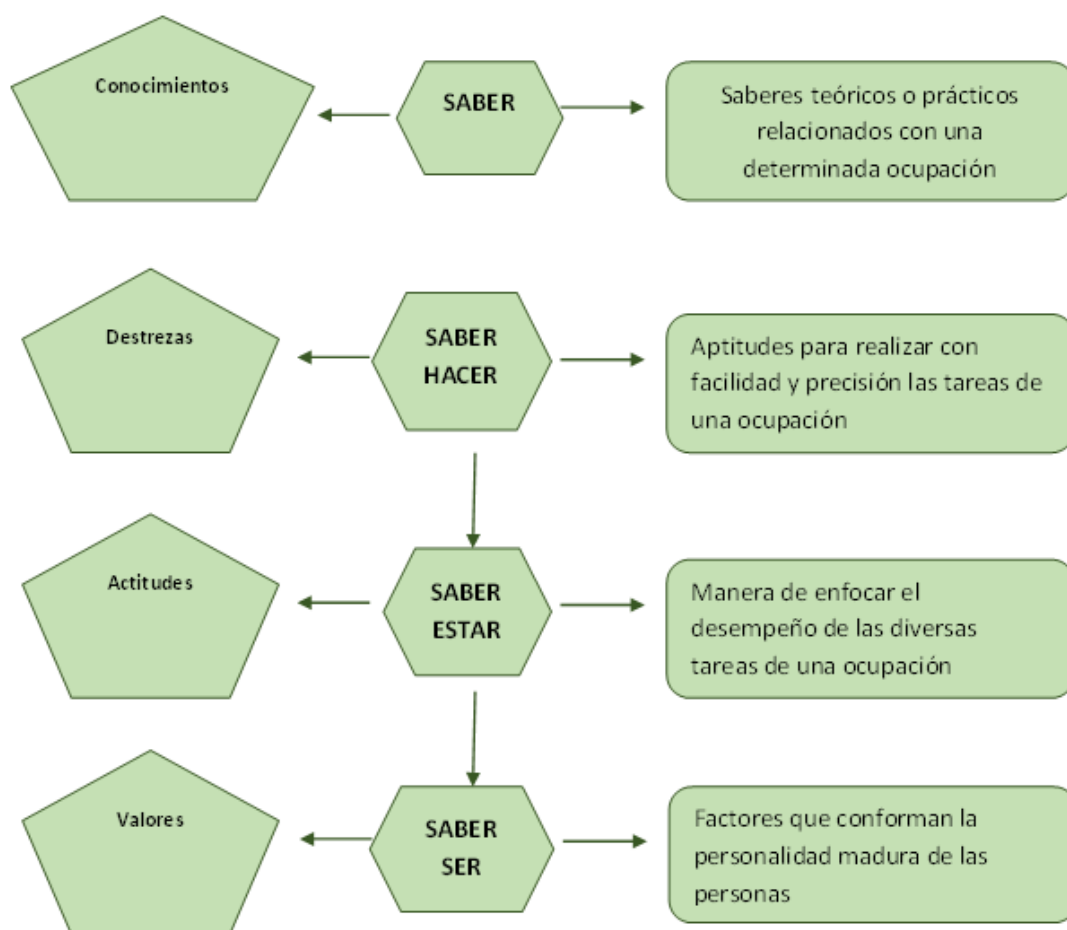 Conocimientos
SABER
Saberes teóricos o prácticos
relacionados con una
determinada ocupación
Destrezas
SABER
HACER
Aptitudes para realizar con
facilidad y precisión las tareas de
una ocupación
Actitudes
SABER
ESTAR
Manera de enfocar el
desempeño de las diversas
tareas de una ocupación
Valores
SABER
SER
Factores que conforman la
personalidad madura de las
personas